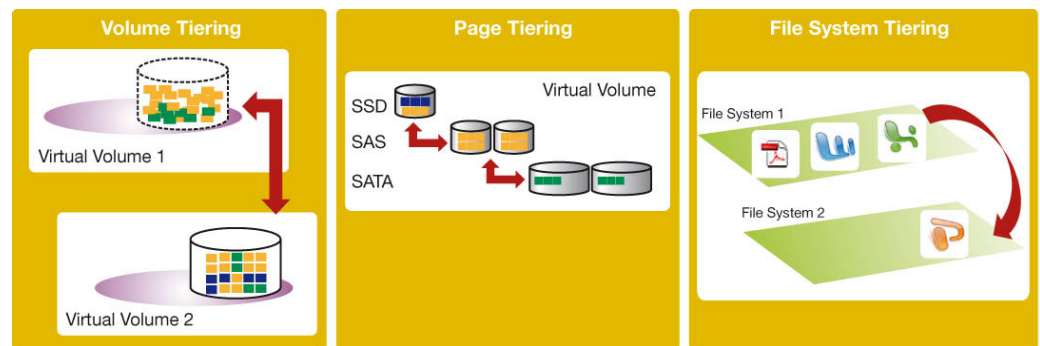 Volume Tiering
Virtual Volume 1
Virtual Volume 2
Page Tiering
Virtual Volume
SSD
SAS
SATA
File System Tiering
File System 1
File System 2